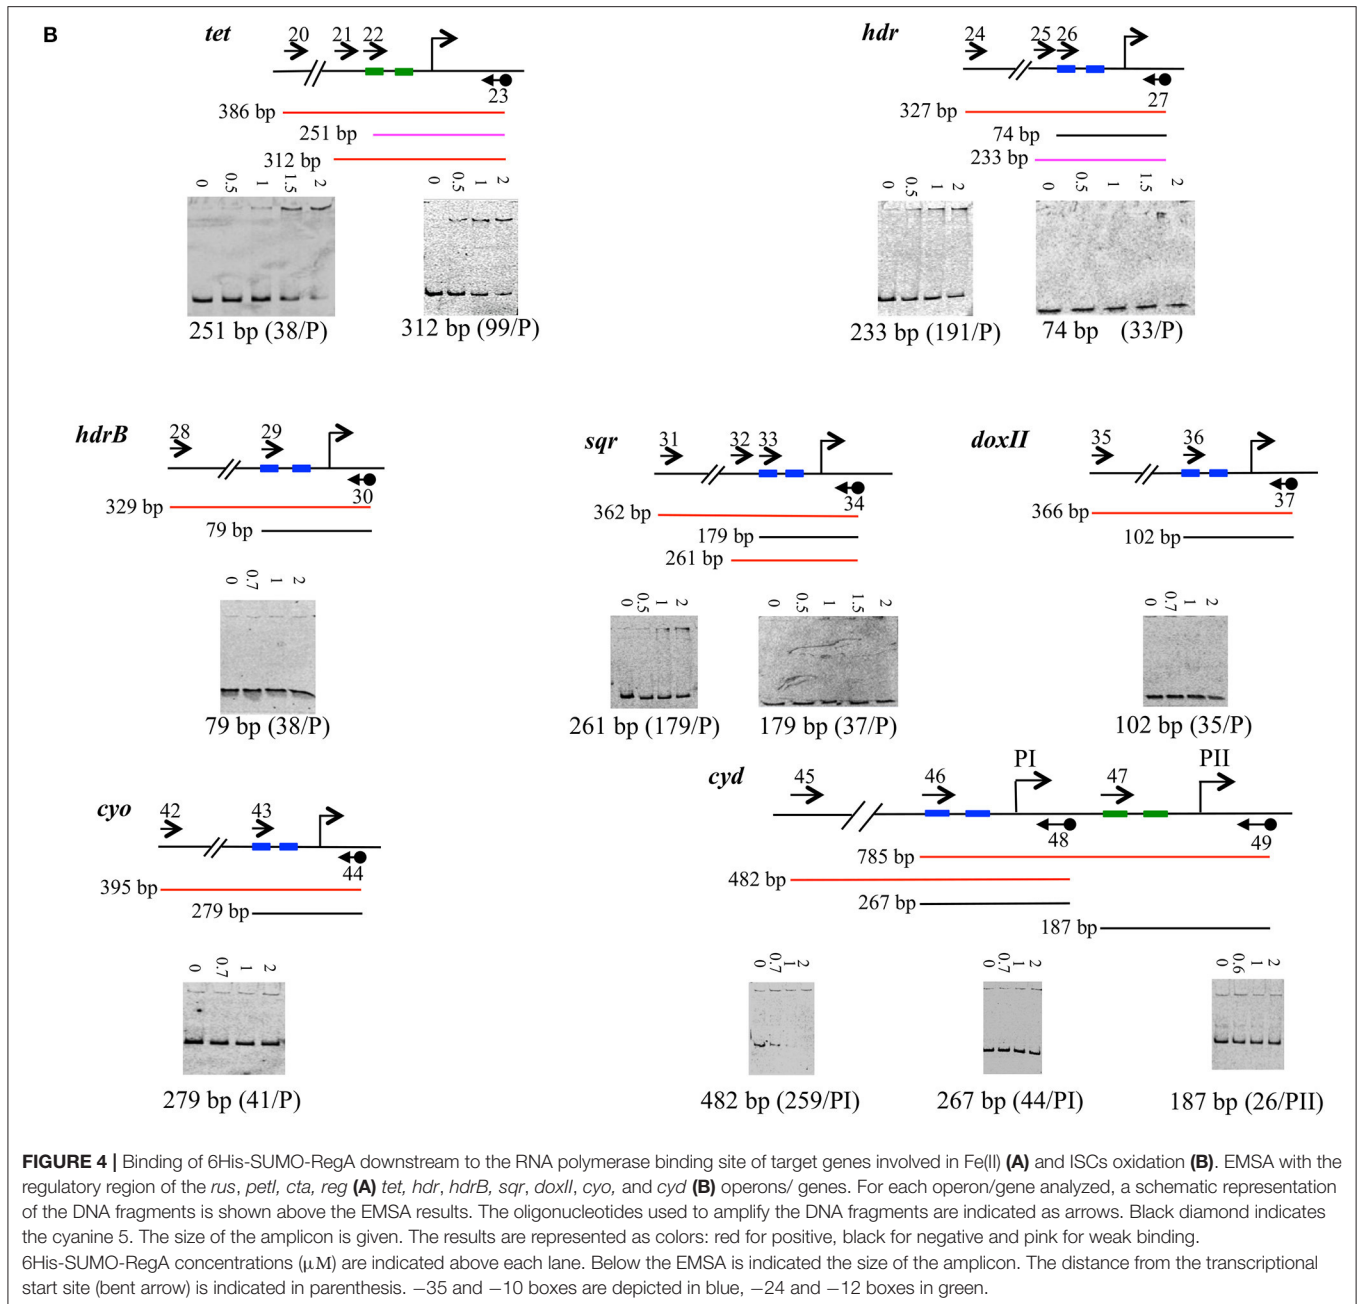 B
tet
20 21 22
23
386 bp
251 bp
312 bp
0 0.5 1 1.5 2
251 bp (38/P)
0 0.5 1 2
312 bp (99/P)
hdr
24 25 26
27
327 bp
74 bp
233 bp
0 0.5 1 2
233 bp (191/P)
0 0.5 1 1.5 2
74 bp (33/P)
hdrB
28 29
30
329 bp
79 bp
0 0.7 1 2
79 bp (38/P)
sqr
31 32 33
34
362 bp
179 bp
261 bp
0 0.5 1 2
261 bp (179/P)
0 0.5 1 1.5 2
179 bp (37/P)
doxII
35 36
37
366 bp
102 bp
0 0.7 1 2
102 bp (35/P)
cyo
42 43
44
395 bp
279 bp
0 0.7 1 2
279 bp (41/P)
cyd
45 46 PI 47 PII
48 49
785 bp
482 bp
267 bp
187 bp
0 0.7 1 2
482 bp (259/PI)
0 0.7 1 2
267 bp (44/PI)
0 0.6 1 2
187 bp (26/PII)
FIGURE 4 | Binding of 6His-SUMO-RegA downstream to the RNA polymerase binding site of target genes involved in Fe(II) (A) and ISCs oxidation (B). EMSA with the
regulatory region of the rus, petI, cta, reg (A) tet, hdr, hdrB, sqr, doxII, cyo, and cyd (B) operons/ genes. For each operon/gene analyzed, a schematic representation
of the DNA fragments is shown above the EMSA results. The oligonucleotides used to amplify the DNA fragments are indicated as arrows. Black diamond indicates
the cyanine 5. The size of the amplicon is given. The results are represented as colors: red for positive, black for negative and pink for weak binding.
6His-SUMO-RegA concentrations (μM) are indicated above each lane. Below the EMSA is indicated the size of the amplicon. The distance from the transcriptional
start site (bent arrow) is indicated in parenthesis. −35 and −10 boxes are depicted in blue, −24 and −12 boxes in green.